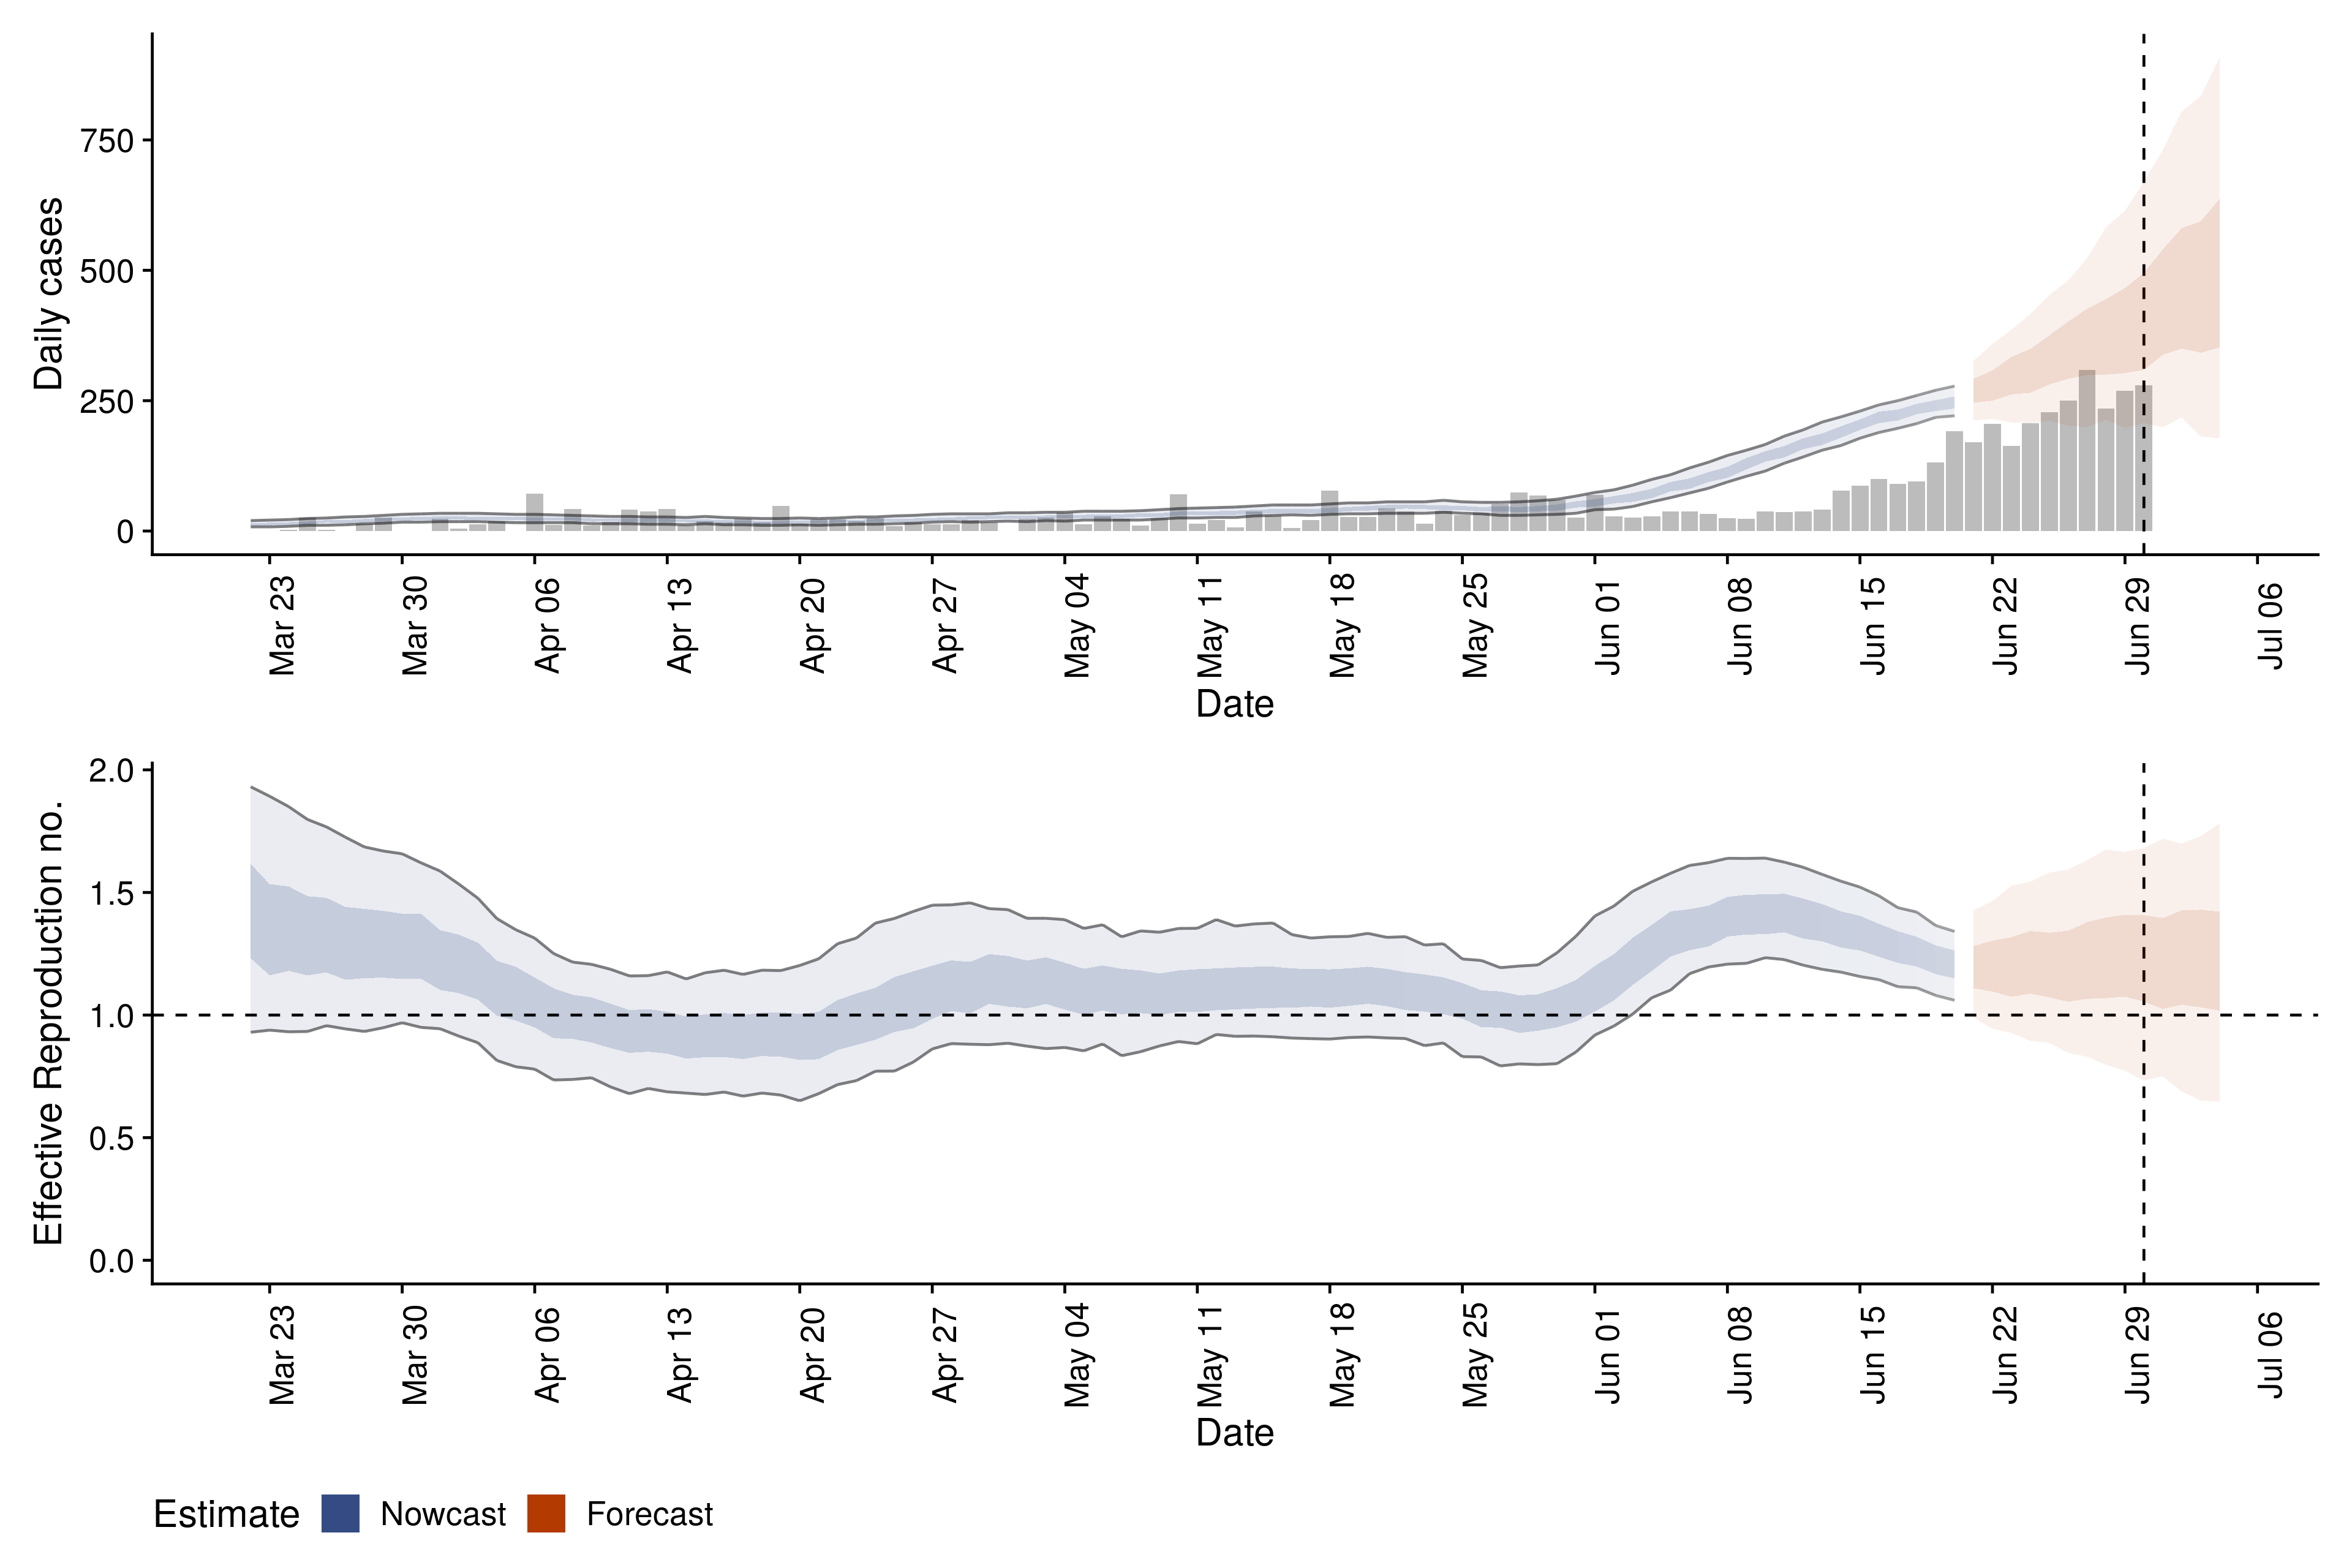 Daily cases
750
500
250
0
Mar 23
Mar 30
Apr 06
Apr 13
Apr 20
Apr 27
May 04
May 11
May 18
May 25
Jun 01
Jun 08
Jun 15
Jun 22
Jun 29
Jul 06
Date
Effective Reproduction no.
2.0
1.5
1.0
0.5
0.0
Mar 23
Mar 30
Apr 06
Apr 13
Apr 20
Apr 27
May 04
May 11
May 18
May 25
Jun 01
Jun 08
Jun 15
Jun 22
Jun 29
Jul 06
Date
Estimate Nowcast Forecast